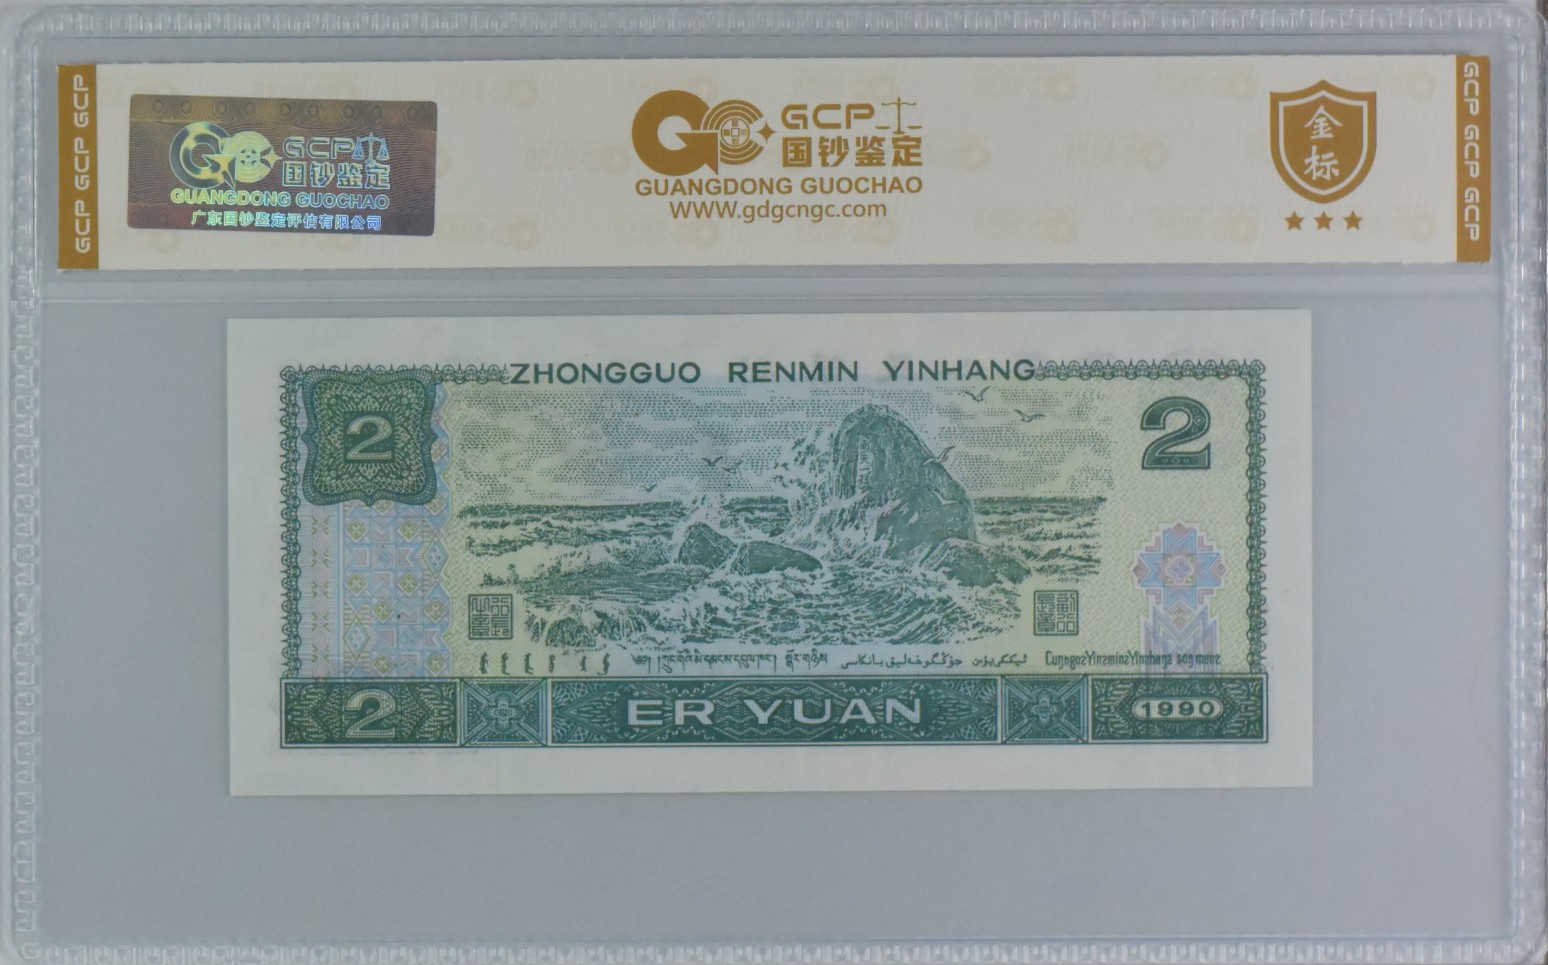 GCP GCP GCP
GCP
国钞鉴定
GUANGDONG GUOCHAO
广东国钞鉴定评估有限公司
GCP
国钞鉴定
GUANGDONG GUOCHAO
WWW.gdgcngc.com
金标
GCP GCP GCP
ZHONGGUO RENMIN YINHANG
2
2
2
ER YUAN
1990